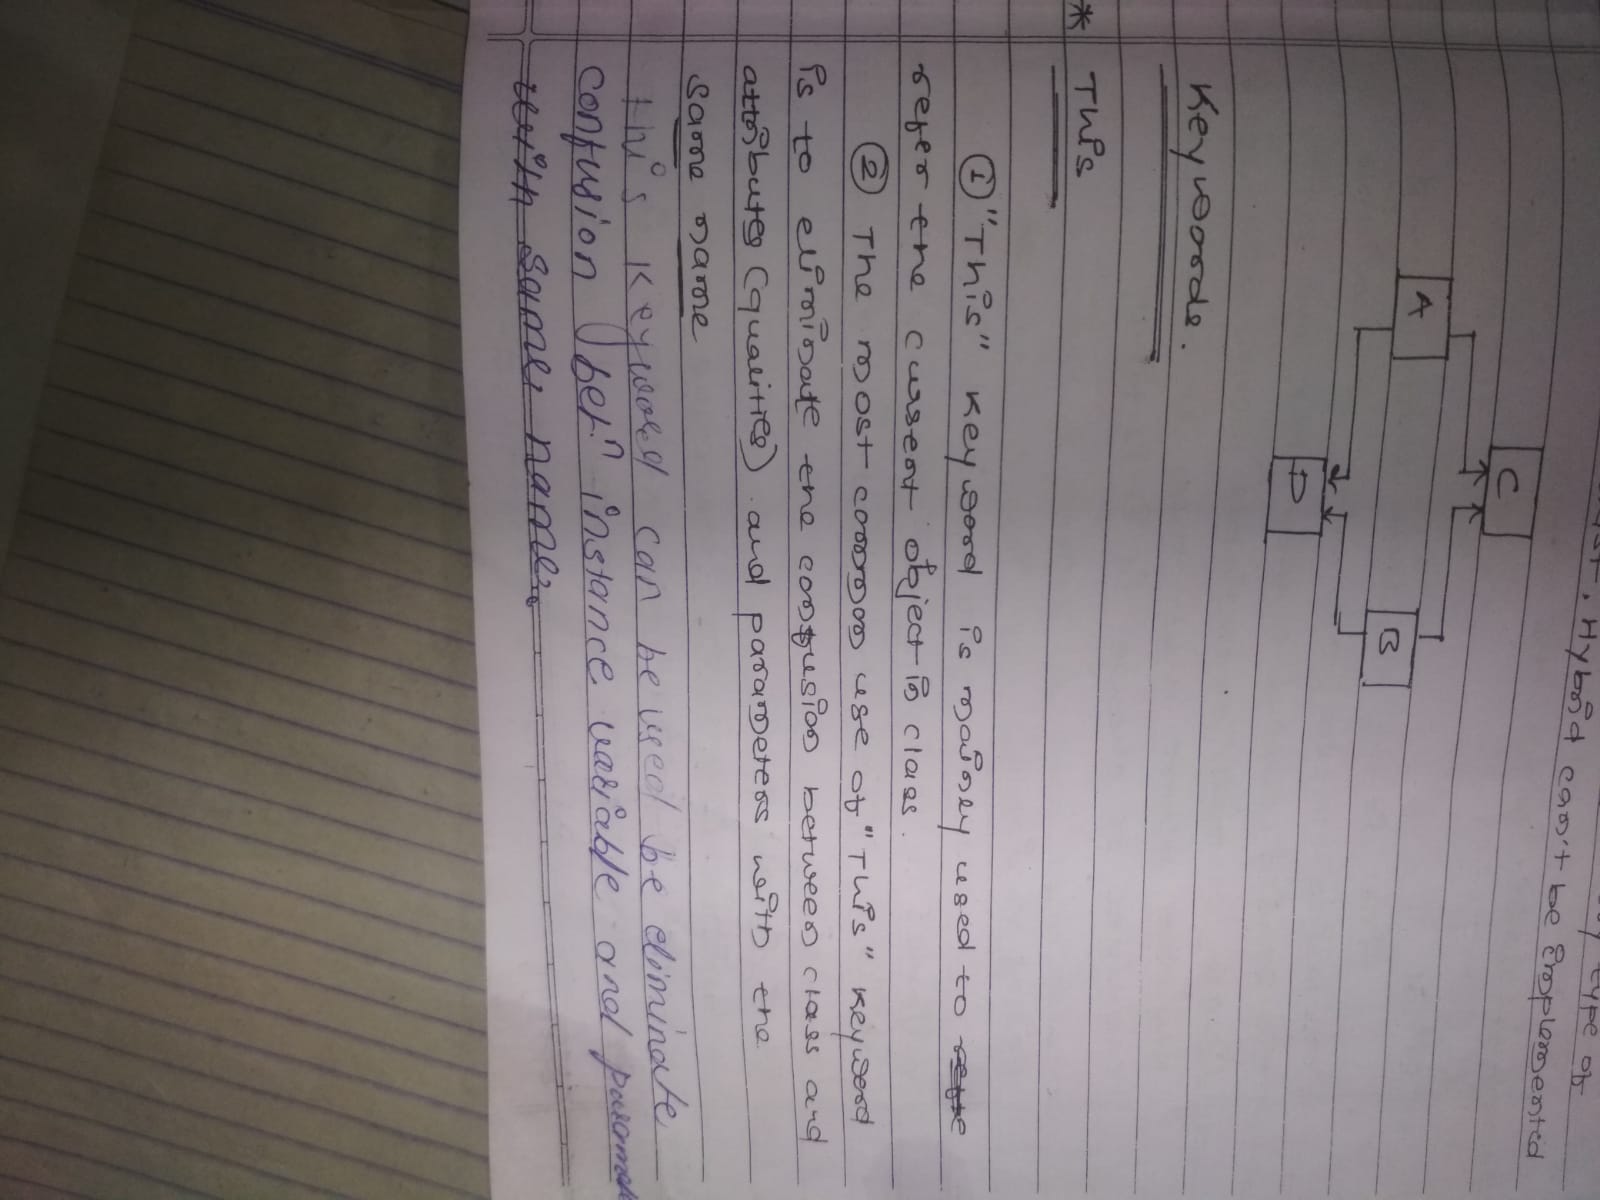 type of
Hybrid can't be implemented
C
A
B
D
Keywords.
* This
① "This" keyword is mainly used to
refer the current object in class.
② The most common use of "This" keyword
is to eliminate the confusion between class and
attributes (qualities) and parameters with the
same name
this keyword can be used be eliminate
confusion betn instance variable and
with same name.